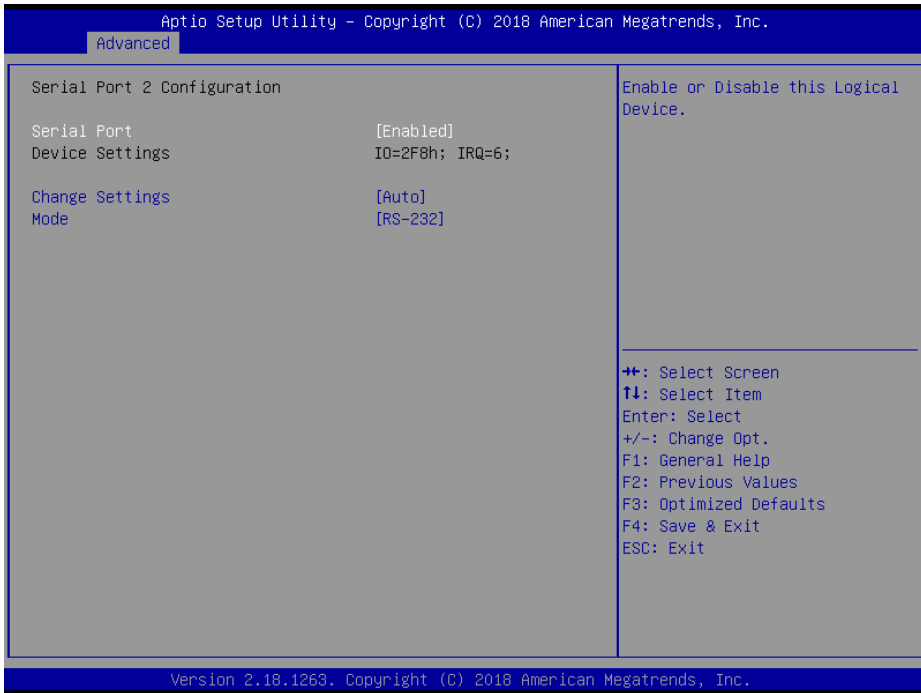 Aptio Setup Utility – Copyright (C) 2018 American Megatrends, Inc.
Advanced
Serial Port 2 Configuration
Serial Port [Enabled]
Device Settings IO=2F8h; IRQ=6;
Change Settings [Auto]
Mode [RS-232]
Enable or Disable this Logical
Device.
→←: Select Screen
↑↓: Select Item
Enter: Select
+/-: Change Opt.
F1: General Help
F2: Previous Values
F3: Optimized Defaults
F4: Save & Exit
ESC: Exit
Version 2.18.1263. Copyright (C) 2018 American Megatrends, Inc.